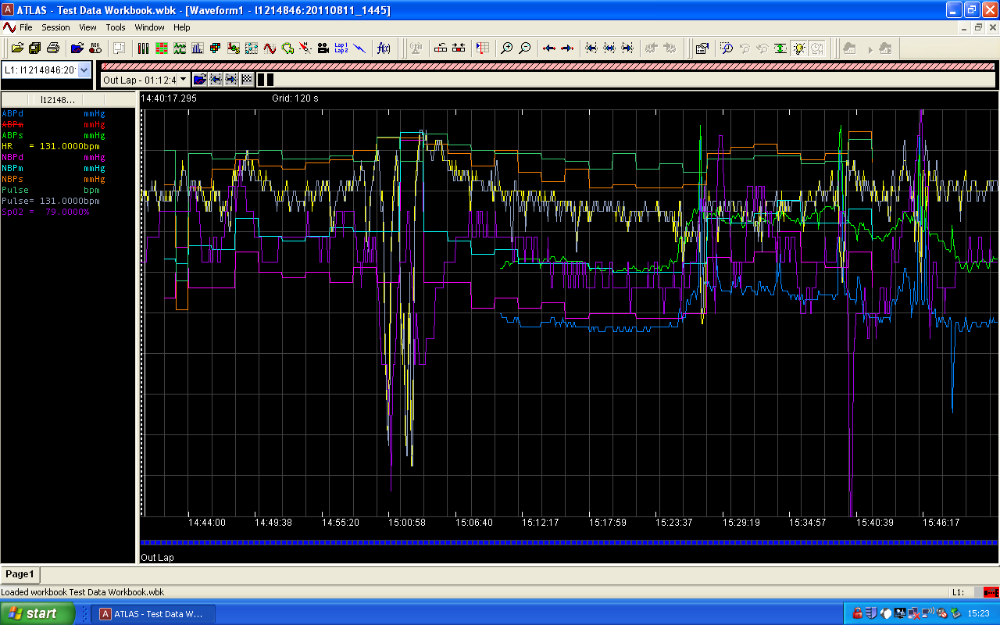 ATLAS - Test Data Workbook.wbk - [Waveform1 - I1214846:20110811_1445]
File Session View Tools Window Help
REC
Lap1
Lap2
f(x)
L1: I1214846:20
Out Lap - 01:12:4
I12148...
14:40:17.295
Grid: 120 s
ABPd mmHg
ABPm mmHg
ABPs mmHg
HR = 131.0000bpm
NBPd mmHg
NBPm mmHg
NBPs mmHg
Pulse bpm
Pulse= 131.0000bpm
SpO2 = 79.0000%
14:44:00 14:49:38 14:55:20 15:00:58 15:06:40 15:12:17 15:17:59 15:23:37 15:29:19 15:34:57 15:40:39 15:46:17
Out Lap
Page1
Loaded workbook Test Data Workbook.wbk
L1:
start
ATLAS - Test Data W...
15:23